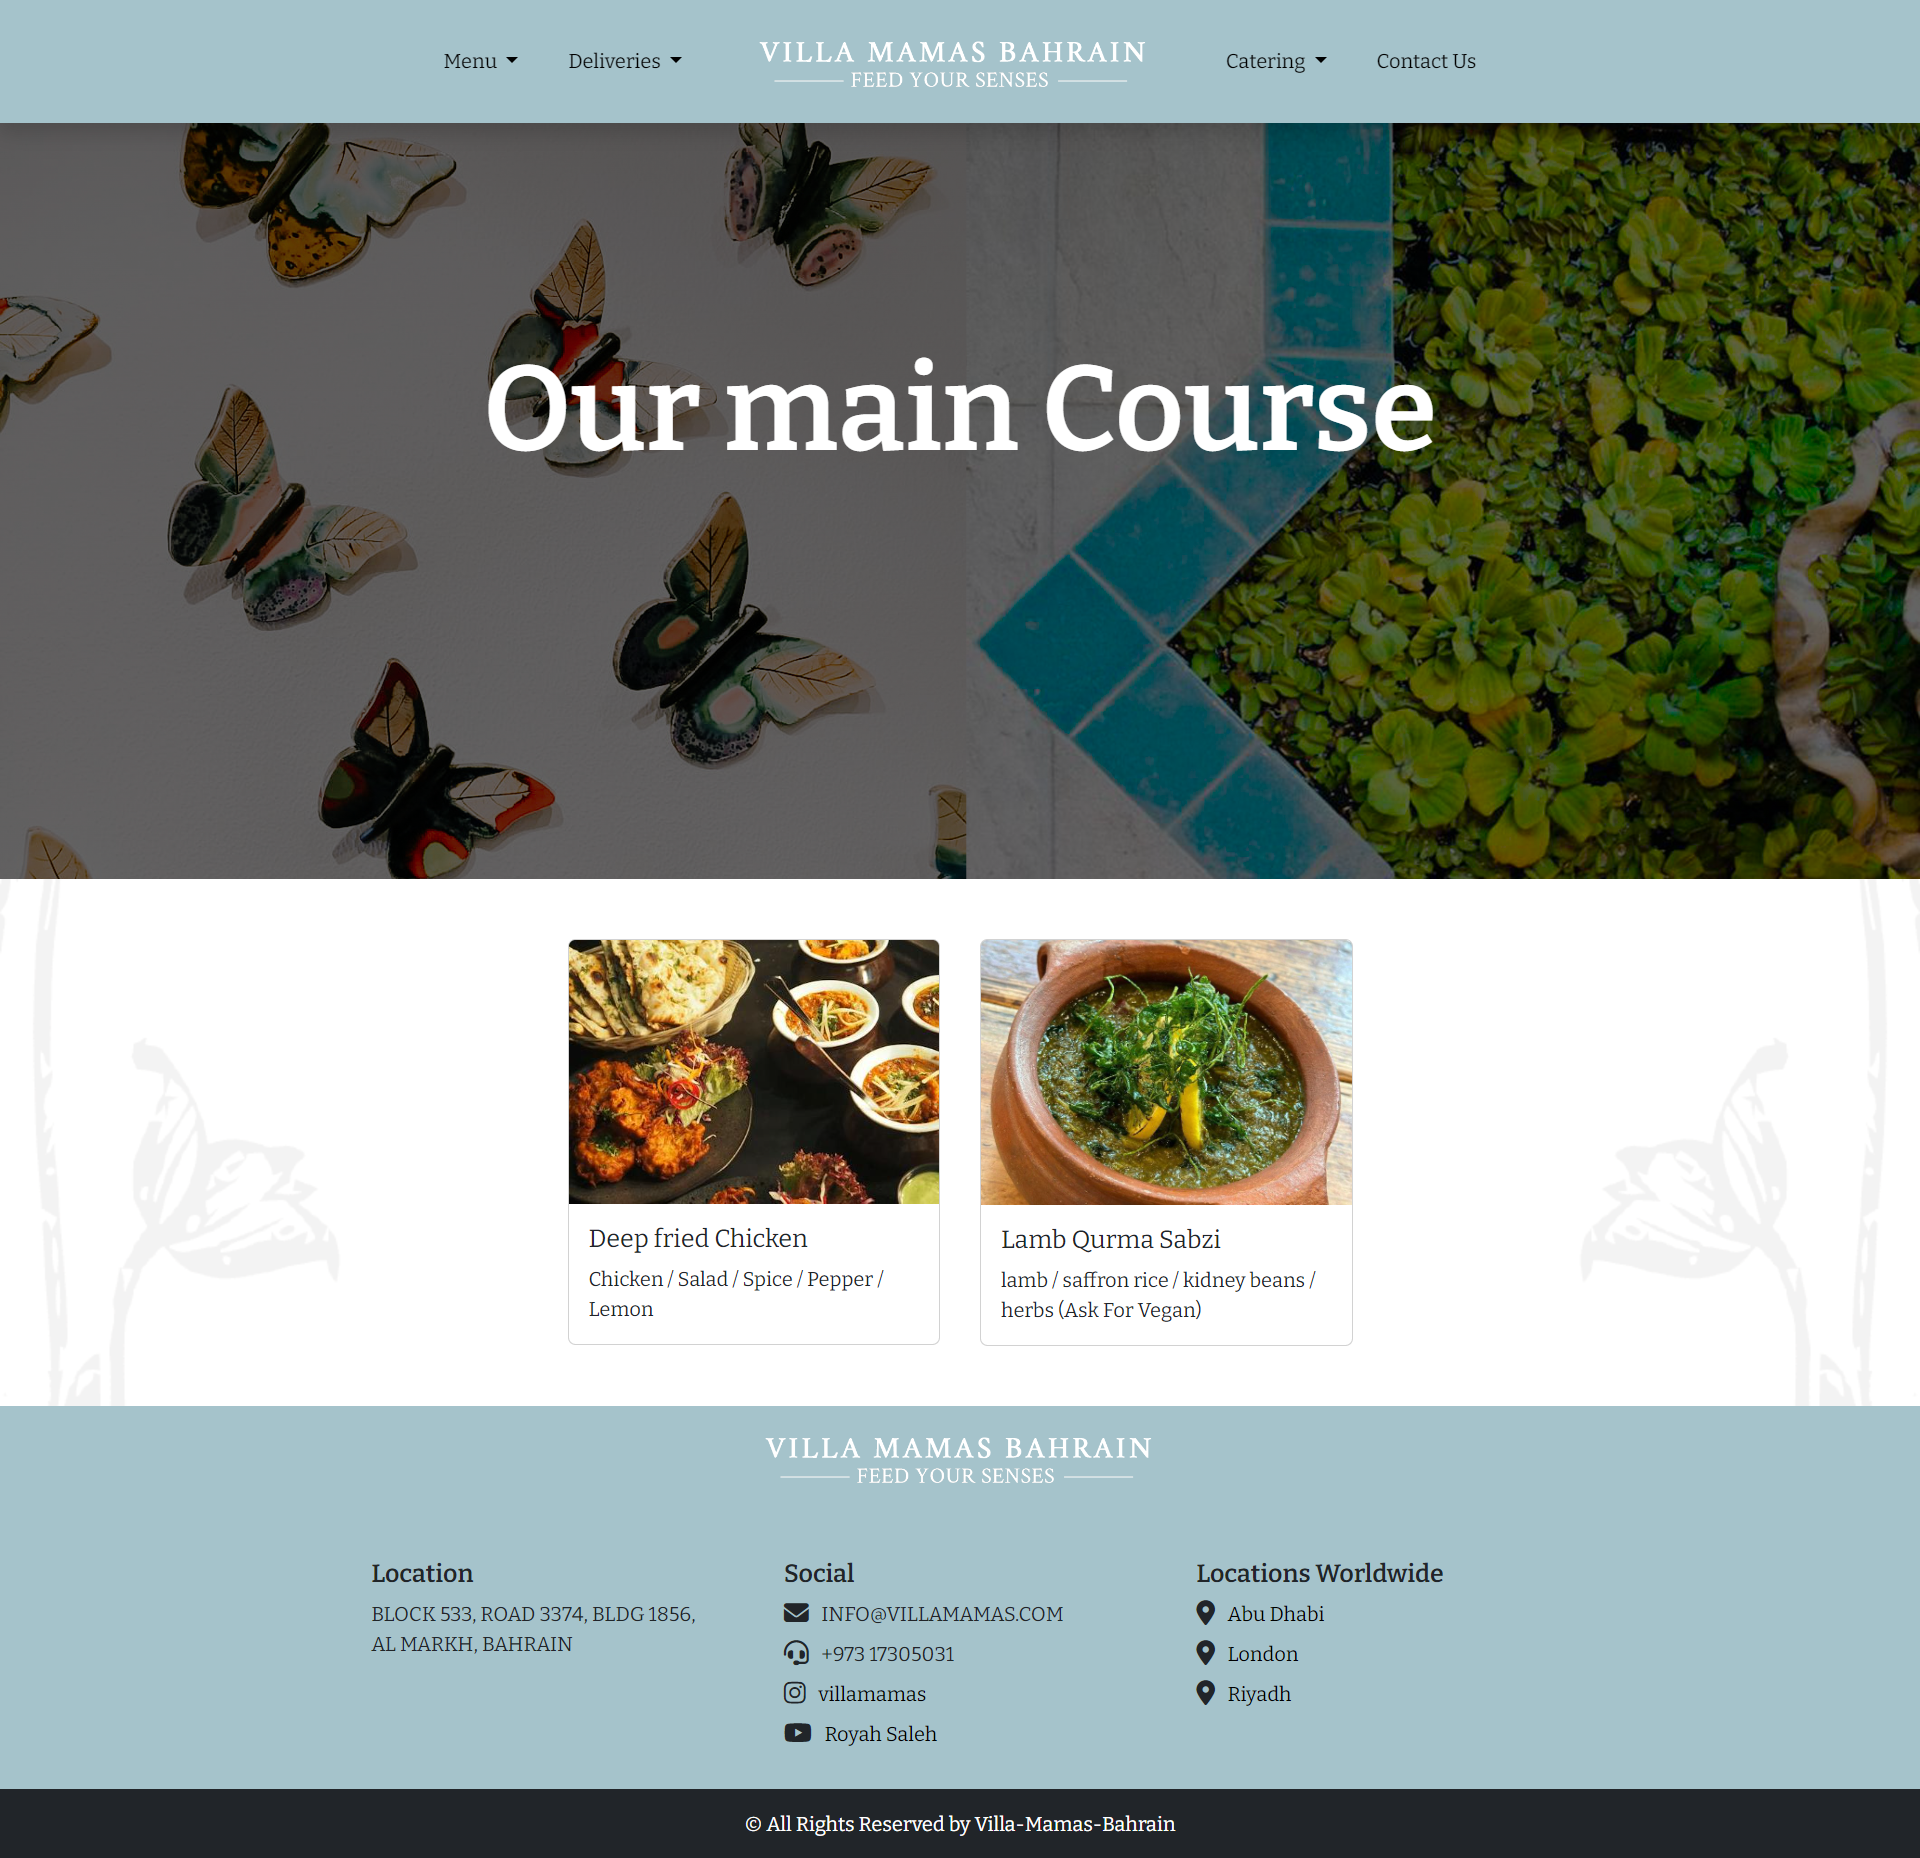 Menu
Deliveries
VILLA MAMAS BAHRAIN
FEED YOUR SENSES
Catering
Contact Us
Our main Course
Deep fried Chicken
Chicken / Salad / Spice / Pepper /
Lemon
Lamb Qurma Sabzi
lamb / saffron rice / kidney beans /
herbs (Ask For Vegan)
VILLA MAMAS BAHRAIN
FEED YOUR SENSES
Location
BLOCK 533, ROAD 3374, BLDG 1856,
AL MARKH, BAHRAIN
Social
INFO@VILLAMAMAS.COM
+973 17305031
villamamas
Royah Saleh
Locations Worldwide
Abu Dhabi
London
Riyadh
© All Rights Reserved by Villa-Mamas-Bahrain